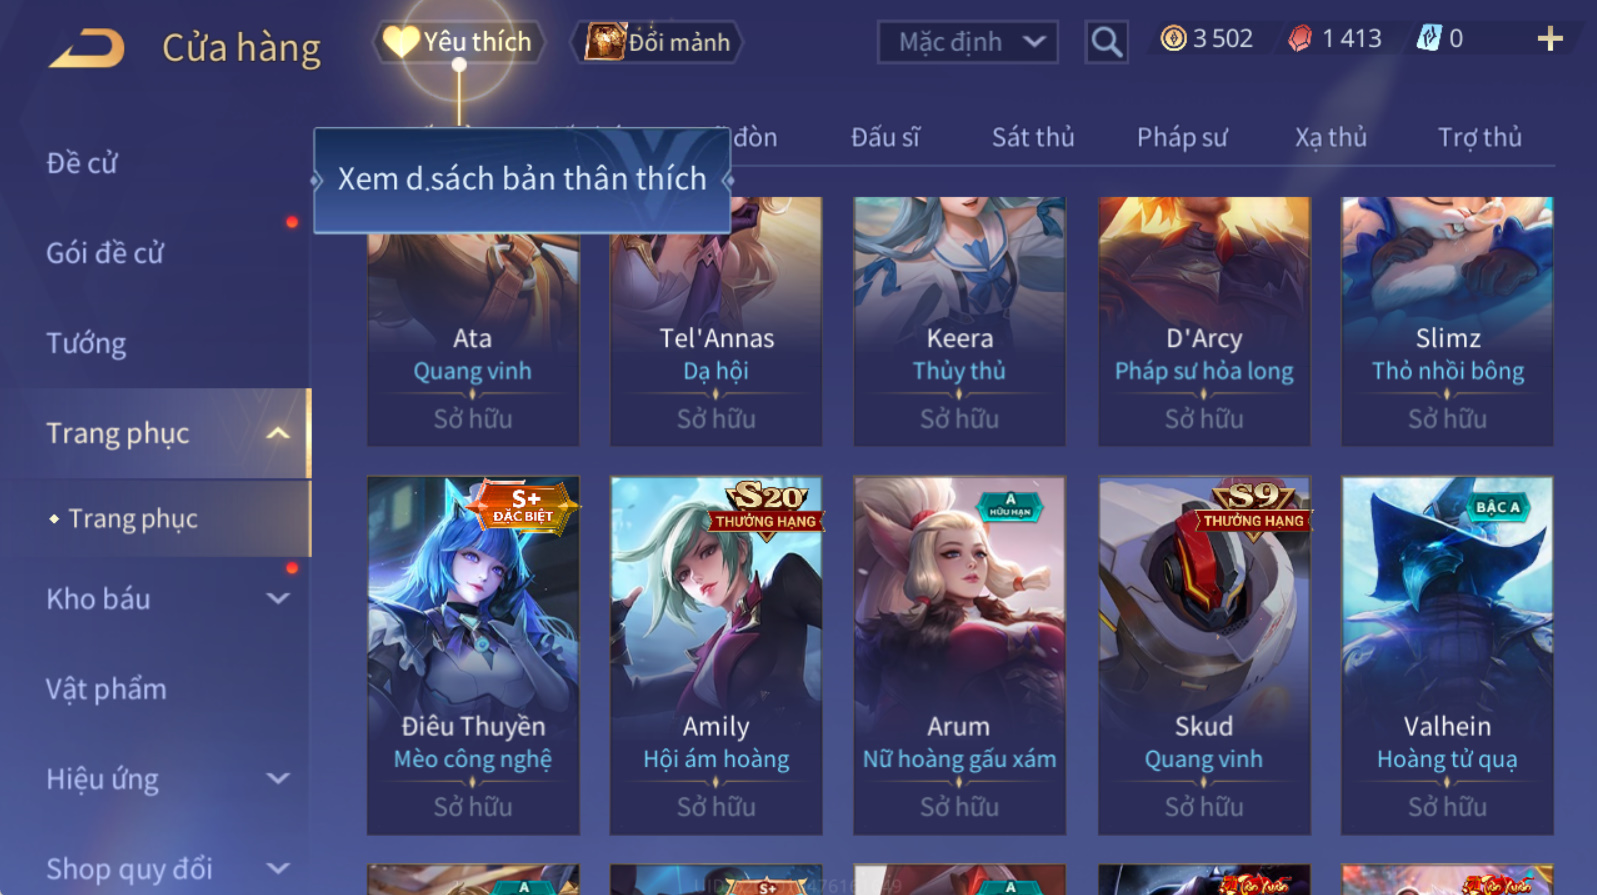 Cửa hàng
Yêu thích
Đổi mảnh
Mặc định
3 502
1 413
0
Xem d.sách bản thân thích
đòn
Đấu sĩ
Sát thủ
Pháp sư
Xạ thủ
Trợ thủ
Đề cử
Gói đề cử
Tướng
Trang phục
Trang phục
Kho báu
Vật phẩm
Hiệu ứng
Shop quy đổi
Ata
Quang vinh
Sở hữu
Tel'Annas
Dạ hội
Sở hữu
Keera
Thủy thủ
Sở hữu
D'Arcy
Pháp sư hỏa long
Sở hữu
Slimz
Thỏ nhồi bông
Sở hữu
S+
ĐẶC BIỆT
Điêu Thuyền
Mèo công nghệ
Sở hữu
S20
THƯỞNG HẠNG
Amily
Hội ám hoàng
Sở hữu
A
HỮU HẠN
Arum
Nữ hoàng gấu xám
Sở hữu
S9
THƯỞNG HẠNG
Skud
Quang vinh
Sở hữu
BẬC A
Valhein
Hoàng tử quạ
Sở hữu
A
S+
A
Tân Xuân
Tân Xuân